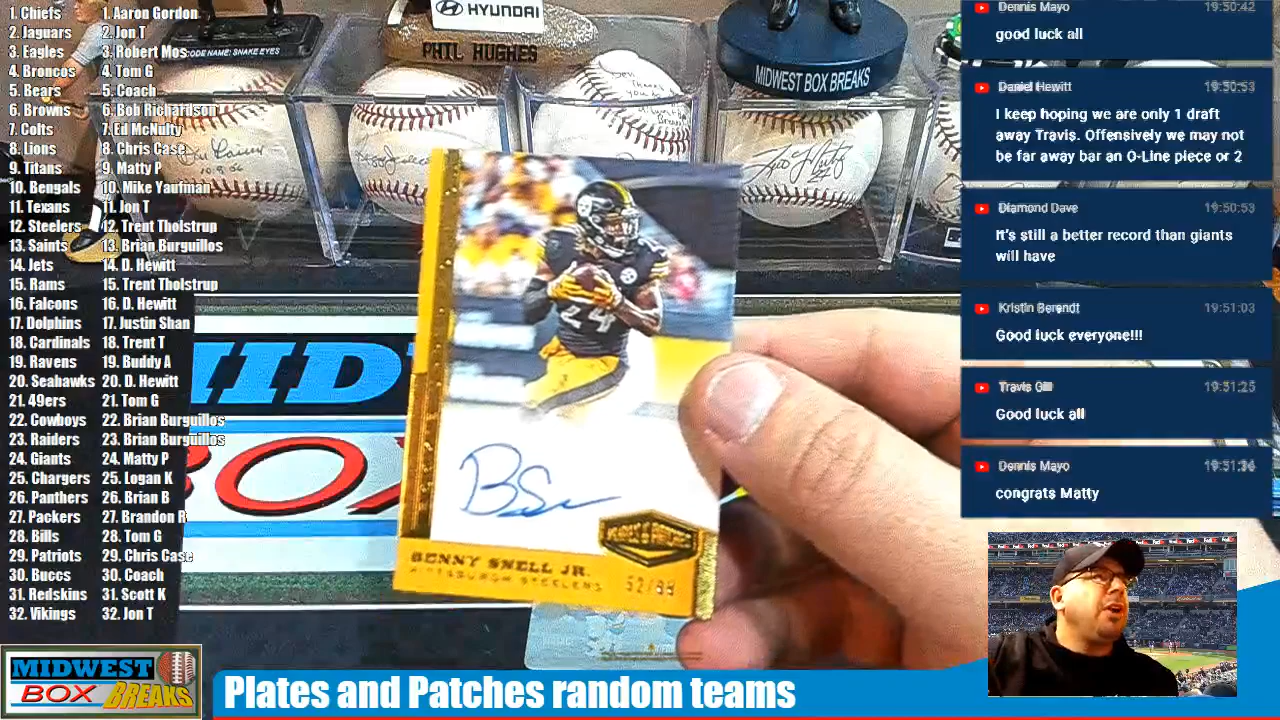 1. Chiefs 1. Aaron Gordon
2. Jaguars 2. Jon T
3. Eagles 3. Robert Mos
4. Broncos 4. Tom G
5. Bears 5. Coach
6. Browns 6. Bob Richardson
7. Colts 7. Ed McNulty
8. Lions 8. Chris Case
9. Titans 9. Matty P
10. Bengals 10. Mike Yaufman
11. Texans 11. Jon T
12. Steelers 12. Trent Tholstrup
13. Saints 13. Brian Burguillos
14. Jets 14. D. Hewitt
15. Rams 15. Trent Tholstrup
16. Falcons 16. D. Hewitt
17. Dolphins 17. Justin Shan
18. Cardinals 18. Trent T
19. Ravens 19. Buddy A
20. Seahawks 20. D. Hewitt
21. 49ers 21. Tom G
22. Cowboys 22. Brian Burguillos
23. Raiders 23. Brian Burguillos
24. Giants 24. Matty P
25. Chargers 25. Logan K
26. Panthers 26. Brian B
27. Packers 27. Brandon R
28. Bills 28. Tom G
29. Patriots 29. Chris Case
30. Buccs 30. Coach
31. Redskins 31. Scott K
32. Vikings 32. Jon T
CODE NAME: SNAKE EYES
HYUNDAI
PHIL HUGHES
MIDWEST BOX BREAKS
MIDW
BOX
24
BENNY SNELL JR.
PITTSBURGH STEELERS
52/99
Dennis Mayo 19:50:42
good luck all
Daniel Hewitt 19:50:53
I keep hoping we are only 1 draft
away Travis. Offensively we may not
be far away bar an O-Line piece or 2
Diamond Dave 19:50:53
It's still a better record than giants
will have
Kristin Berendt 19:51:03
Good luck everyone!!!
Travis Gill 19:51:25
Good luck all
Dennis Mayo 19:51:36
congrats Matty
MIDWEST
BOX BREAKS
Plates and Patches random teams